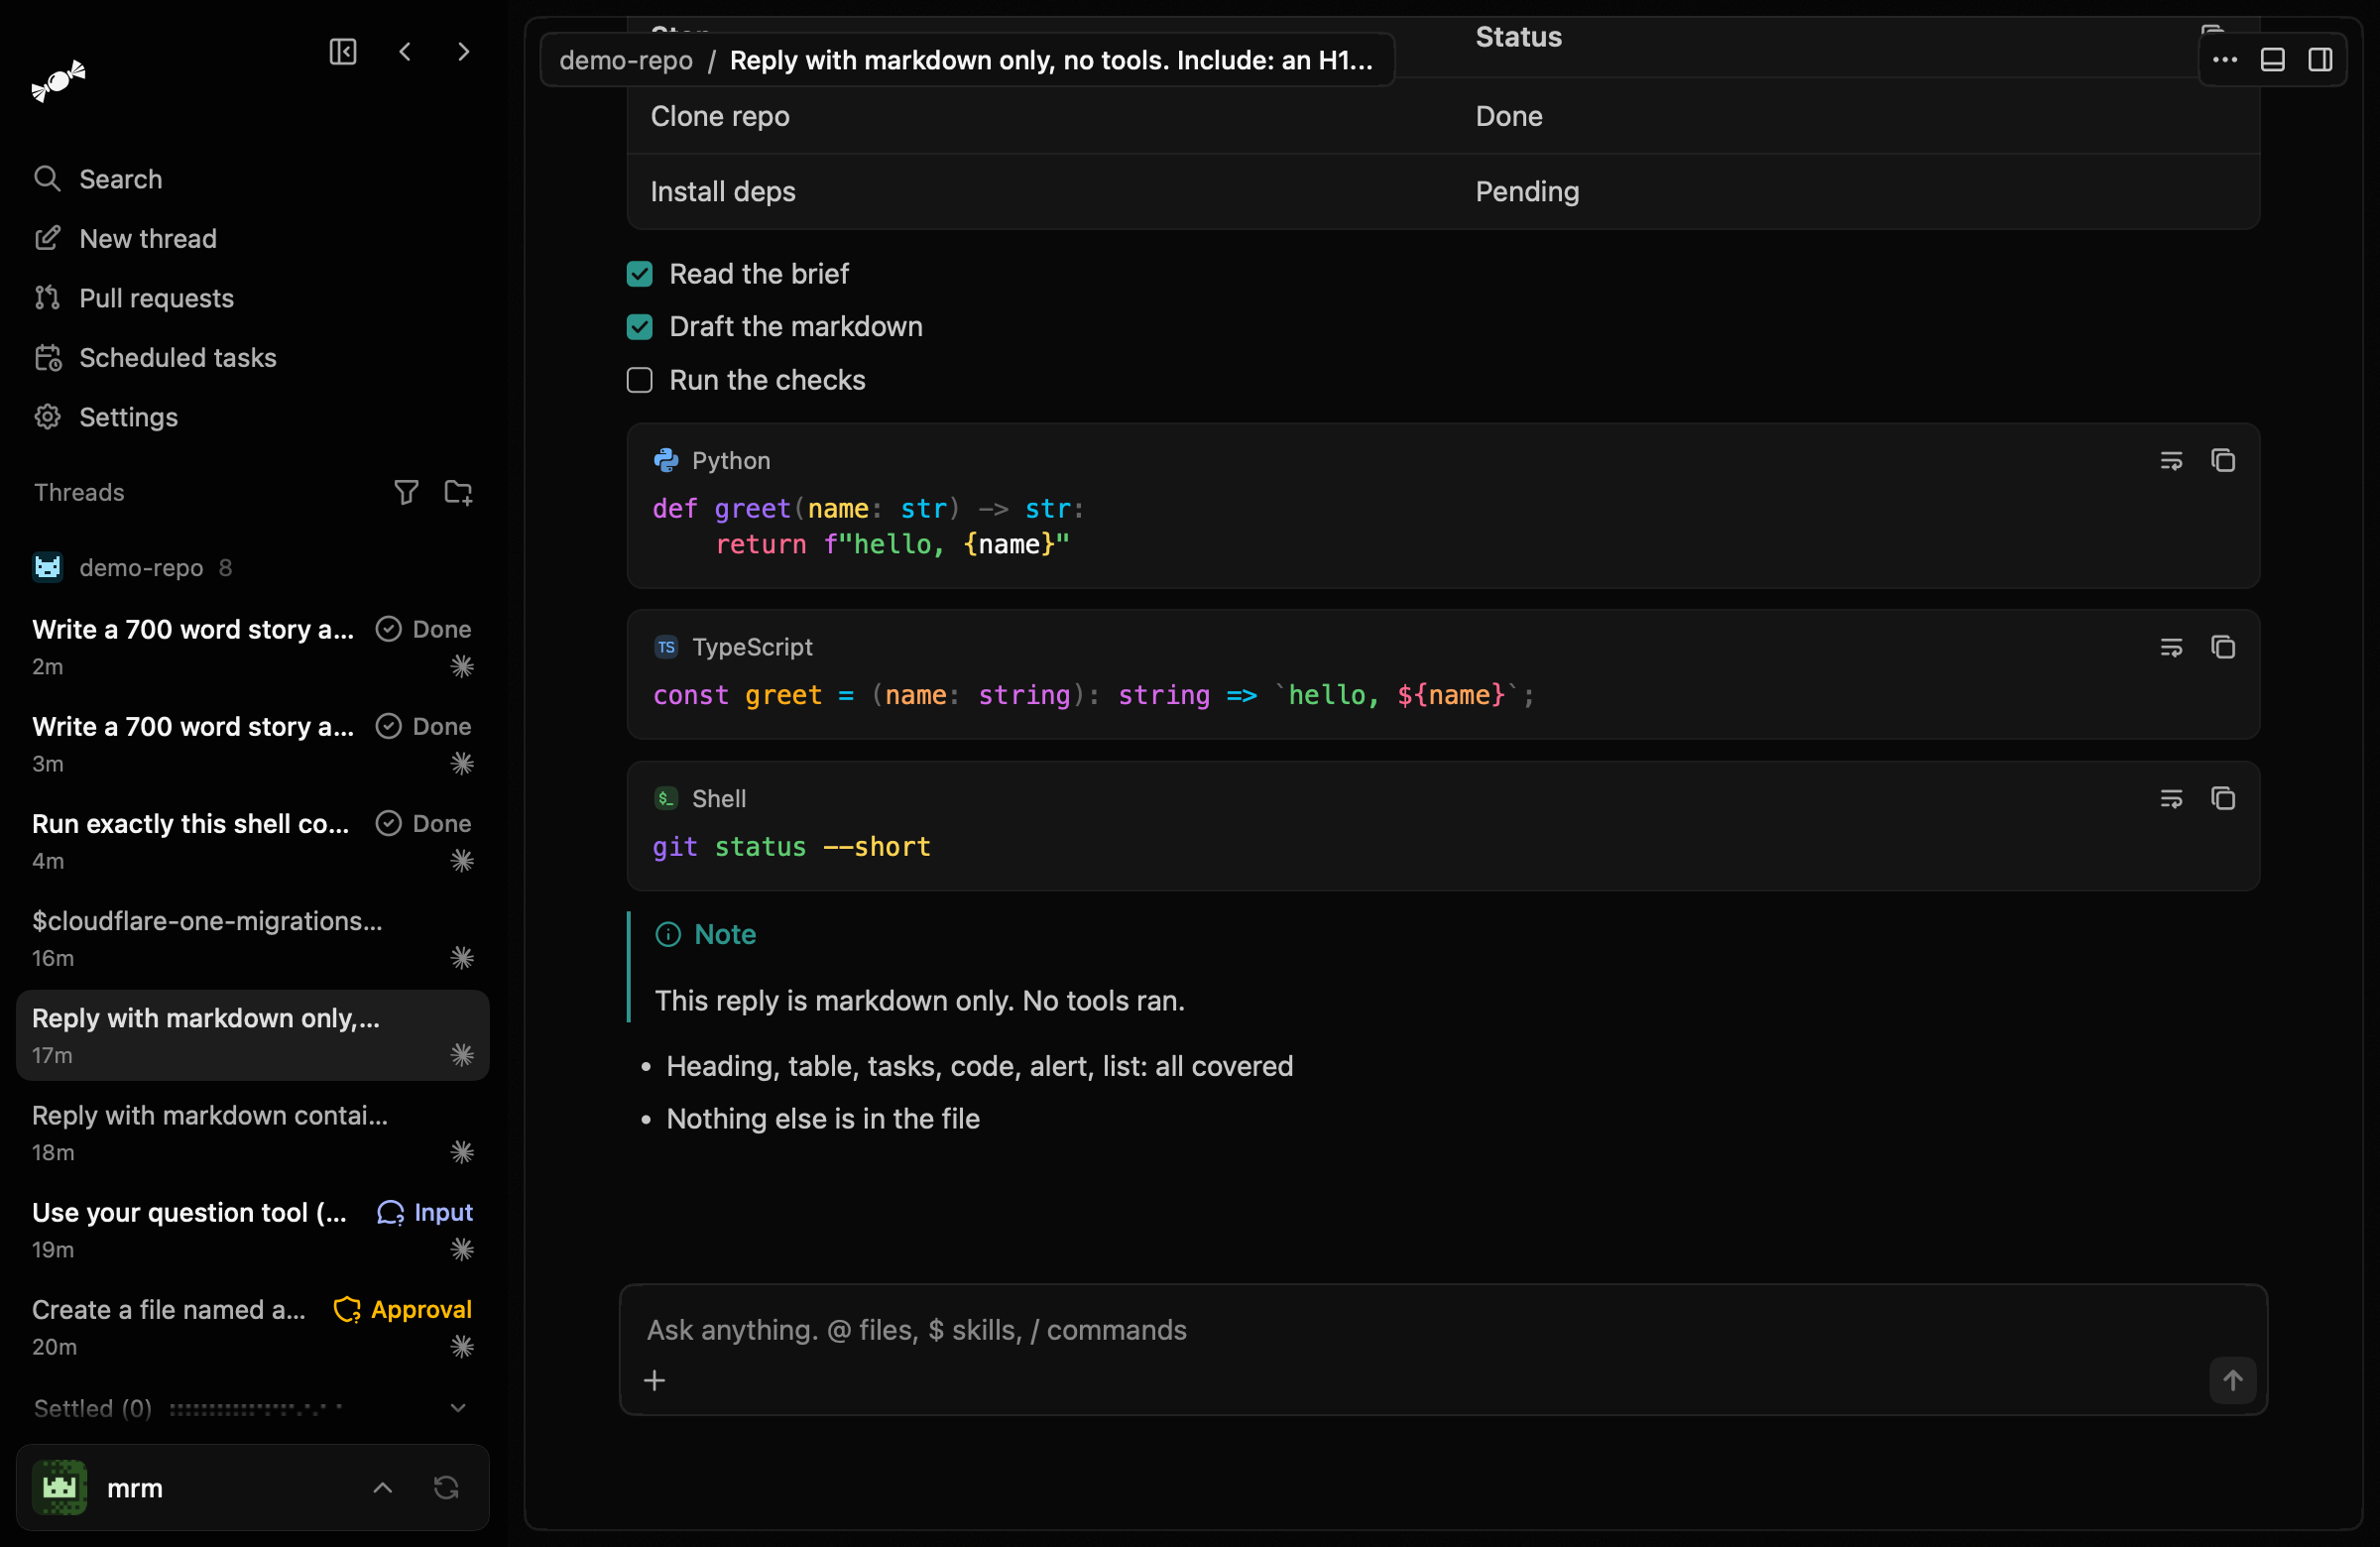 Search
New thread
Pull requests
Scheduled tasks
Settings
Threads
demo-repo 8
Write a 700 word story a... Done
2m
Write a 700 word story a... Done
3m
Run exactly this shell co... Done
4m
$cloudflare-one-migrations...
16m
Reply with markdown only,...
17m
Reply with markdown contai...
18m
Use your question tool (... Input
19m
Create a file named a... Approval
20m
Settled (0)
mrm
demo-repo / Reply with markdown only, no tools. Include: an H1...
Status
Clone repo Done
Install deps Pending
Read the brief
Draft the markdown
Run the checks
Python
def greet(name: str) -> str:
    return f"hello, {name}"
TS TypeScript
const greet = (name: string): string => `hello, ${name}`;
$_ Shell
git status --short
Note
This reply is markdown only. No tools ran.
• Heading, table, tasks, code, alert, list: all covered
• Nothing else is in the file
Ask anything. @ files, $ skills, / commands